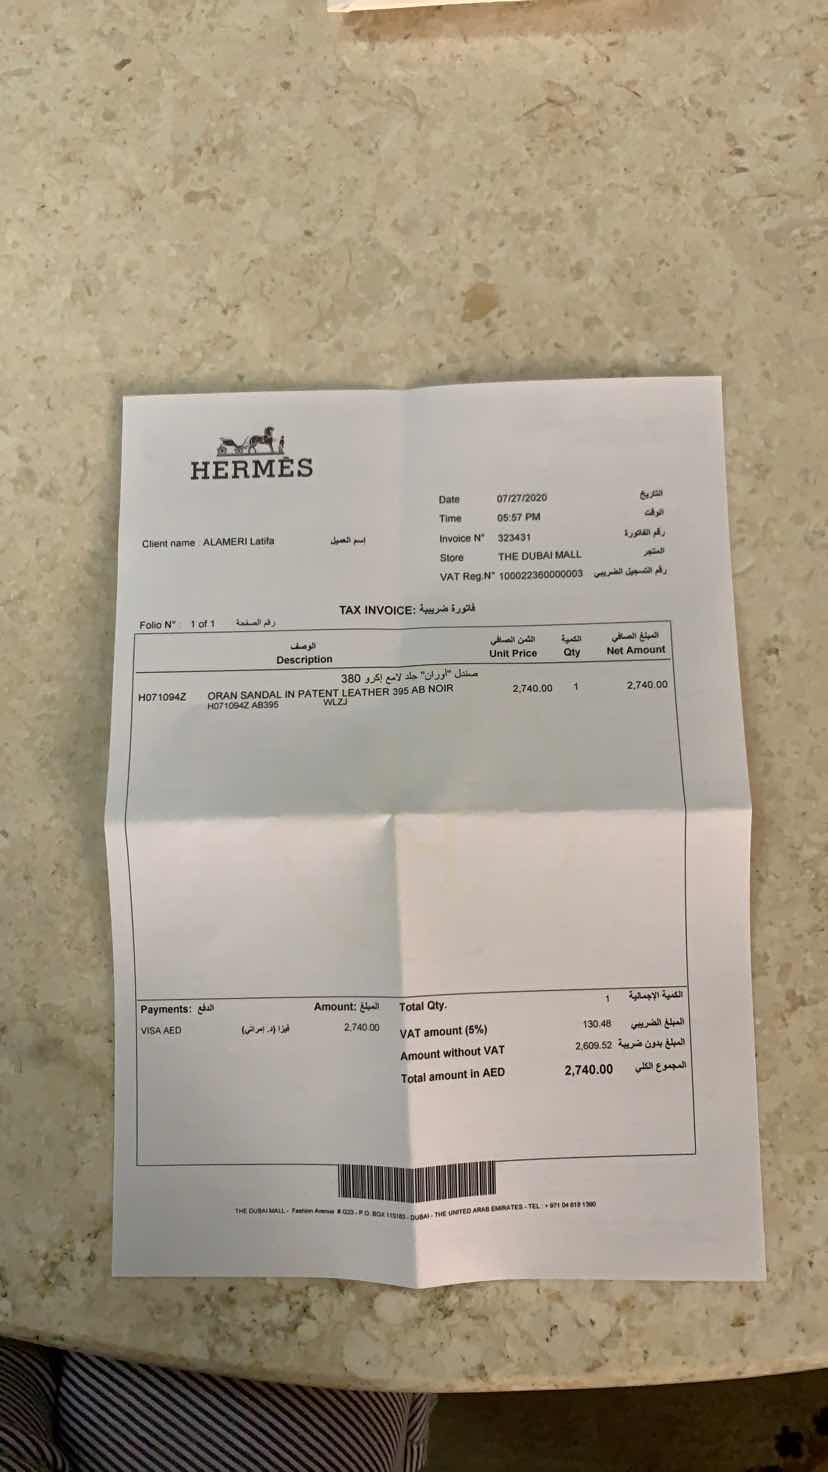 HERMÈS
Date 07/27/2020 التاريخ
Time 05:57 PM الوقت
Client name : ALAMERI Latifa إسم العميل
Invoice N° 323431 رقم الفاتورة
Store THE DUBAI MALL المتجر
VAT Reg.N° 100022360000003 رقم التسجيل الضريبي
TAX INVOICE: فاتورة ضريبية
Folio N° : 1 of 1 رقم الصفحة
الوصف الثمن الصافي الكمية المبلغ الصافي
Description Unit Price Qty Net Amount
صندل "اوران" جلد لامع إكرو 380
H071094Z ORAN SANDAL IN PATENT LEATHER 395 AB NOIR 2,740.00 1 2,740.00
H071094Z AB395 WLZJ
Payments: الدفع Amount: المبلغ Total Qty. 1 الكمية الإجمالية
VISA AED فيزا (د. إمراتي) 2,740.00 VAT amount (5%) 130.48 المبلغ الضريبي
Amount without VAT 2,609.52 المبلغ بدون ضريبة
Total amount in AED 2,740.00 المجموع الكلي
THE DUBAI MALL - Fashion Avenue # G23 - P.O. BOX 115183 - DUBAI - THE UNITED ARAB EMIRATES - TEL : + 971 04 818 1390